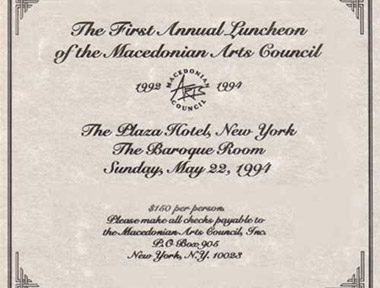 The First Annual Luncheon
of the Macedonian Arts Council
1992 MACEDONIAN ARTS COUNCIL 1994
The Plaza Hotel, New York
The Baroque Room
Sunday, May 22, 1994
$150 per person
Please make all checks payable to
the Macedonian Arts Council, Inc.
P.O Box 905
New York, N.Y. 10023